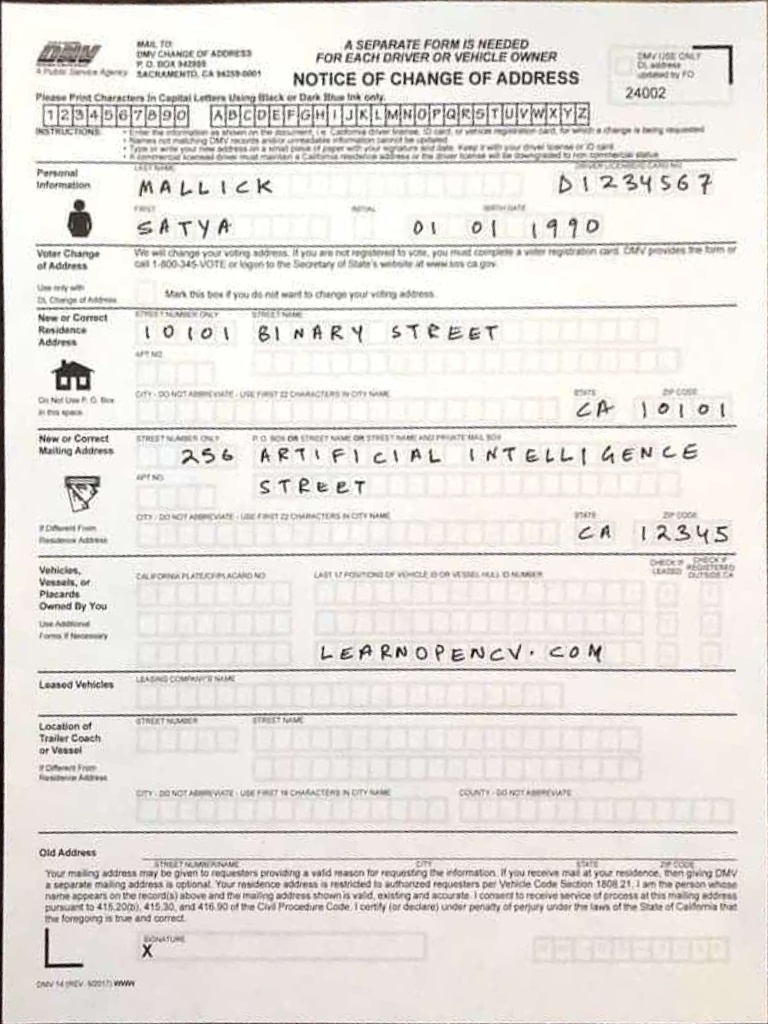 DMV
A Public Service Agency
MAIL TO:
DMV CHANGE OF ADDRESS
P. O. BOX 942859
SACRAMENTO, CA 94259-0001
A SEPARATE FORM IS NEEDED
FOR EACH DRIVER OR VEHICLE OWNER
NOTICE OF CHANGE OF ADDRESS
DMV USE ONLY
DL address
updated by FO
24002
Please Print Characters In Capital Letters Using Black or Dark Blue Ink only.
1234567890 ABCDEFGHIJKLMNOPQRSTUVWXYZ
INSTRUCTIONS:
• Enter the information as shown on the document, i.e. California driver license, ID card, or vehicle registration card, for which a change is being requested
• Names not matching DMV records and/or unreadable information cannot be updated.
• Type or write your new address on a small piece of paper with your signature and date. Keep it with your driver license or ID card.
• A commercial licensed driver must maintain a California residence address or the driver license will be downgraded to non commercial status.
Personal
Information
LAST NAME
DRIVER LICENSE/ID CARD NO
MALLICK D1234567
FIRST INITIAL BIRTH DATE
SATYA 01 01 1990
Voter Change
of Address
We will change your voting address. If you are not registered to vote, you must complete a voter registration card. DMV provides the form or
call 1-800-345-VOTE or logon to the Secretary of State's website at www.sos.ca.gov.
Use only with
DL Change of Address
Mark this box if you do not want to change your voting address.
New or Correct
Residence
Address
STREET NUMBER ONLY STREET NAME
10101 BINARY STREET
APT NO.
Do Not Use P. O. Box
in this space.
CITY - DO NOT ABBREVIATE - USE FIRST 22 CHARACTERS IN CITY NAME STATE ZIP CODE
CA 10101
New or Correct
Mailing Address
STREET NUMBER ONLY P. O. BOX OR STREET NAME OR STREET NAME AND PRIVATE MAIL BOX
256 ARTIFICIAL INTELLIGENCE
APT NO.
STREET
If Different From
Residence Address
CITY - DO NOT ABBREVIATE - USE FIRST 22 CHARACTERS IN CITY NAME STATE ZIP CODE
CA 12345
Vehicles,
Vessels, or
Placards
Owned By You
CALIFORNIA PLATE/CF/PLACARD NO. LAST 17 POSITIONS OF VEHICLE ID OR VESSEL HULL ID NUMBER
CHECK IF
LEASED
CHECK IF
REGISTERED
OUTSIDE CA
Use Additional
Forms If Necessary
LEARNOPENCV.COM
Leased Vehicles
LEASING COMPANY'S NAME
Location of
Trailer Coach
or Vessel
STREET NUMBER STREET NAME
If Different From
Residence Address
CITY - DO NOT ABBREVIATE - USE FIRST 18 CHARACTERS IN CITY NAME COUNTY - DO NOT ABBREVIATE
Old Address
STREET NUMBER/NAME CITY STATE ZIP CODE
Your mailing address may be given to requesters providing a valid reason for requesting the information. If you receive mail at your residence, then giving DMV
a separate mailing address is optional. Your residence address is restricted to authorized requesters per Vehicle Code Section 1808.21. I am the person whose
name appears on the record(s) above and the mailing address shown is valid, existing and accurate. I consent to receive service of process at this mailing address
pursuant to 415.20(b), 415.30, and 416.90 of the Civil Procedure Code. I certify (or declare) under penalty of perjury under the laws of the State of California that
the foregoing is true and correct.
SIGNATURE
X
DMV 14 (REV. 5/2017) WWW